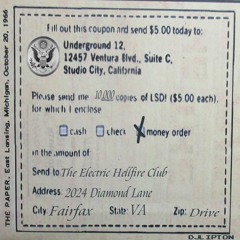 THE PAPER, East Lansing, Michigan, October 20, 1966
Fill out this coupon and send $5.00 today to:
Underground 12,
12457 Ventura Blvd., Suite C,
Studio City, California
Please send me 10,000 copies of LSD! ($5.00 each).
for which I enclose
cash check money order
in the amount of
Send to The Electric Hellfire Club
Address: 2024 Diamond Lane
City: Fairfax State: VA Zip: Drive
D.R. TIPTON